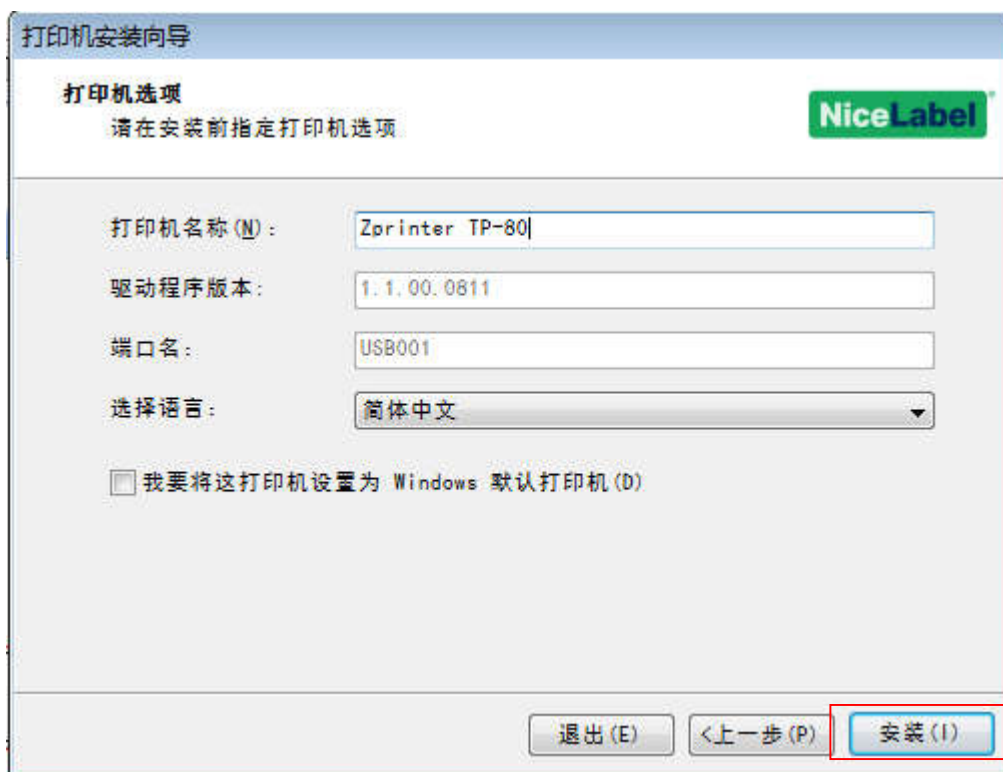 打印机安装向导
打印机选项
请在安装前指定打印机选项
NiceLabel
打印机名称(N):
Zprinter TP-80
驱动程序版本:
1.1.00.0811
端口名:
USB001
选择语言:
简体中文
我要将这打印机设置为 Windows 默认打印机(D)
退出(E)
<上一步(P)
安装(I)